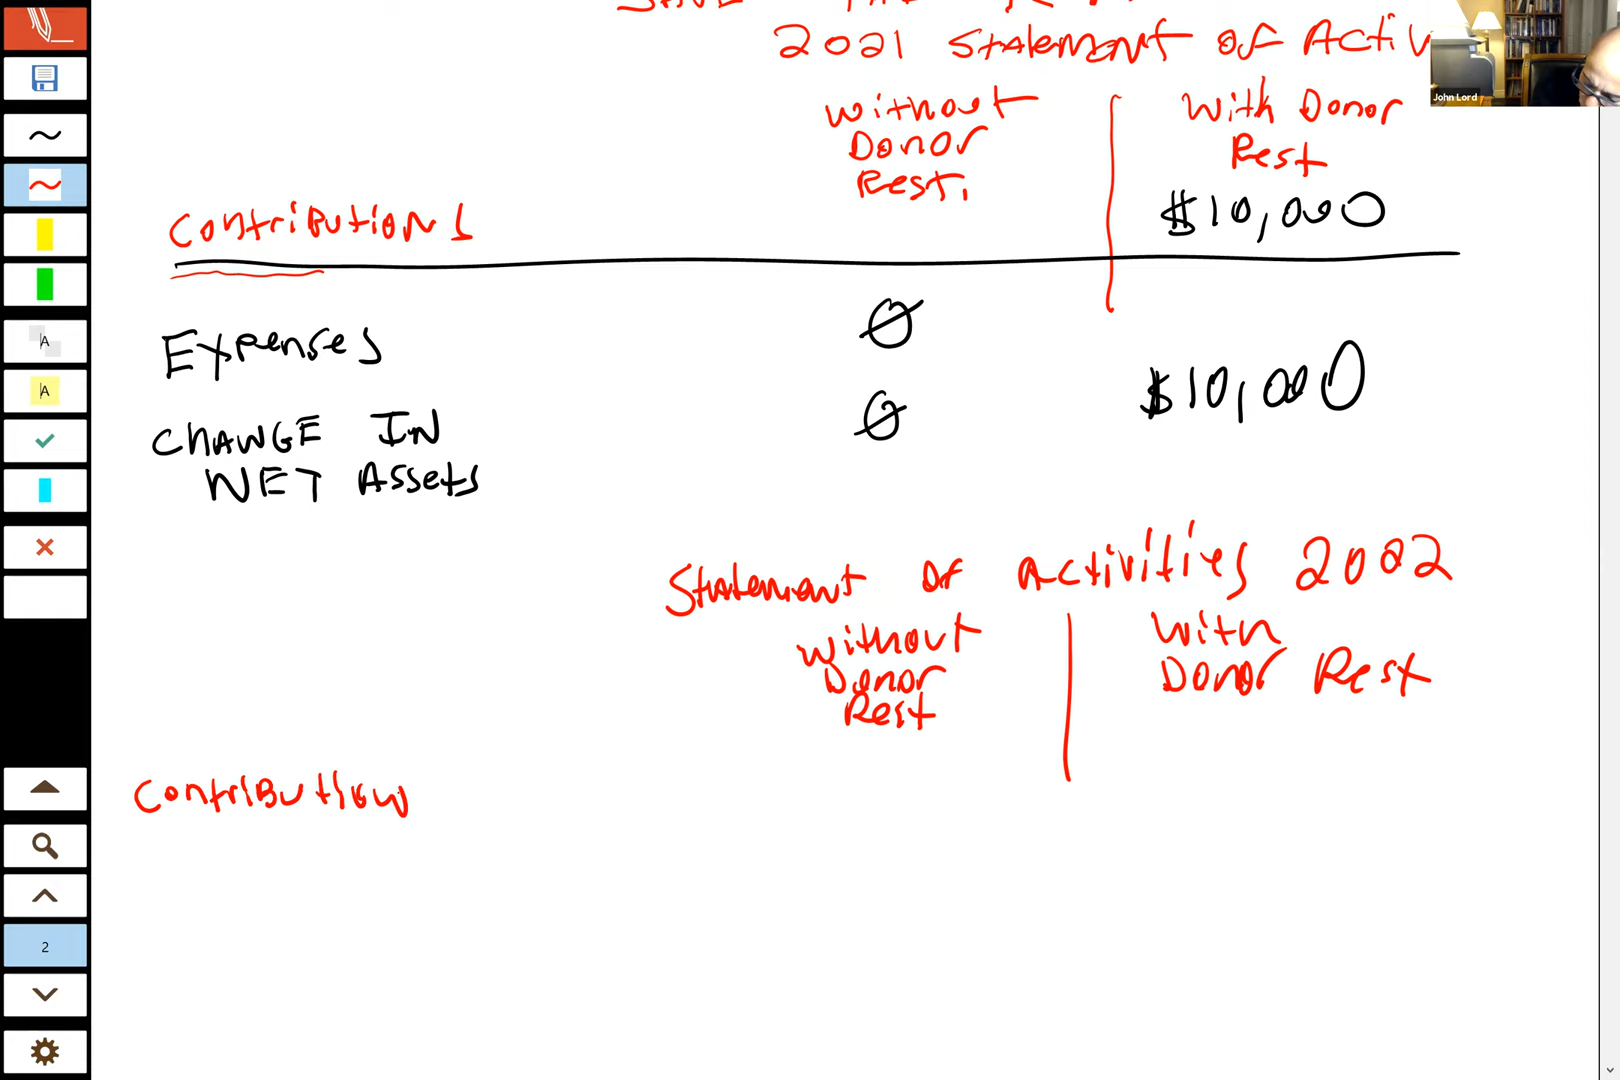 2021 Statement of Activ
John Lord
Without
Donor
Rest.
With Donor
Rest
Contributions
$10,000
Expenses
Ø
CHANGE IN
NET Assets
Ø
$10,000
Statement of Activities 2022
Without
Donor
Rest
With
Donor Rest
Contribution
A
A
2